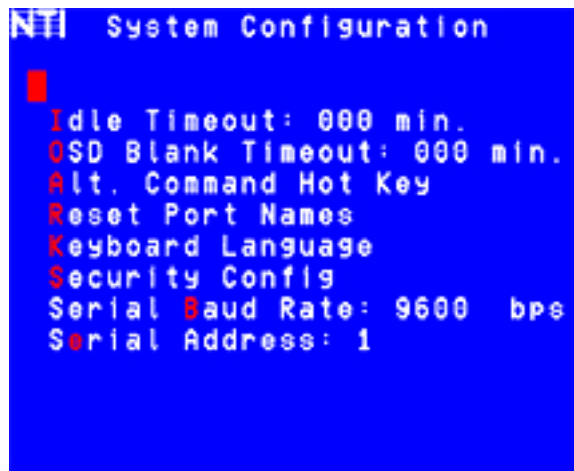 NTI System Configuration
Idle Timeout: 000 min.
OSD Blank Timeout: 000 min.
Alt. Command Hot Key
Reset Port Names
Keyboard Language
Security Config
Serial Baud Rate: 9600 bps
Serial Address: 1